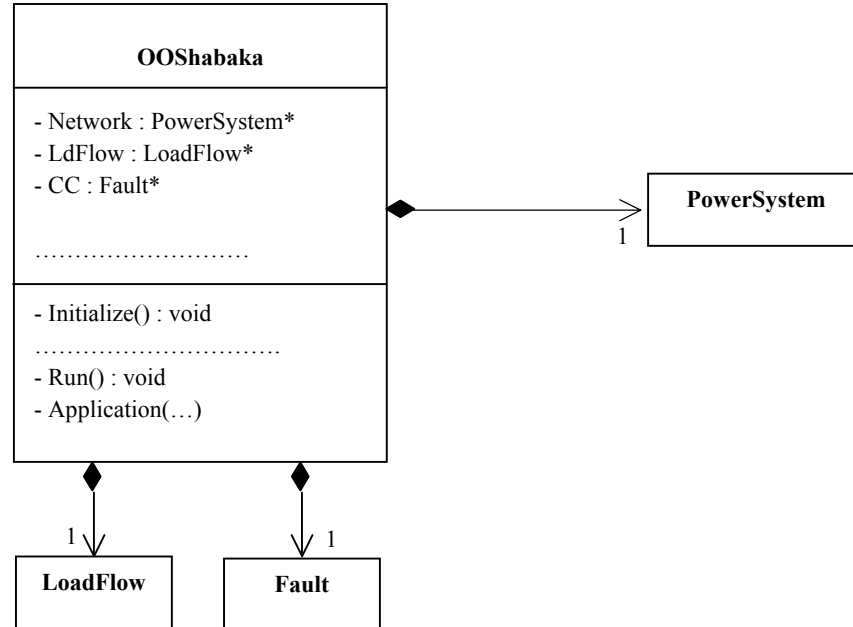 OOShabaka
- Network : PowerSystem*
- LdFlow : LoadFlow*
- CC : Fault*
………………………
- Initialize() : void
………………………….
- Run() : void
- Application(…)
PowerSystem
1
1
1
LoadFlow
Fault